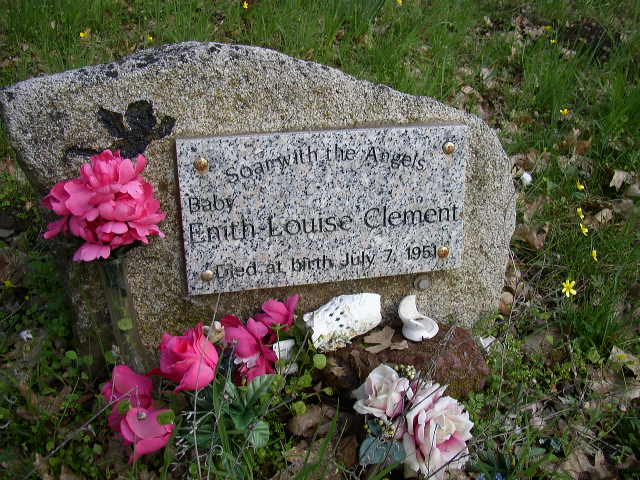 Soar with the Angels
Baby
Enith Louise Clement
Died at birth July 7, 1951